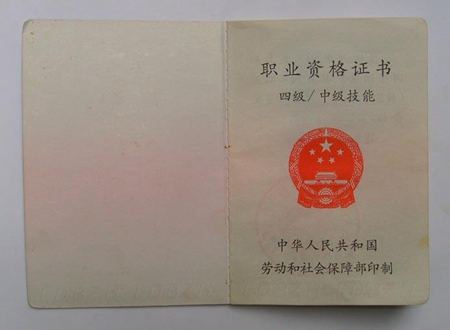 职业资格证书
四级/中级技能
中华人民共和国
劳动和社会保障部印制